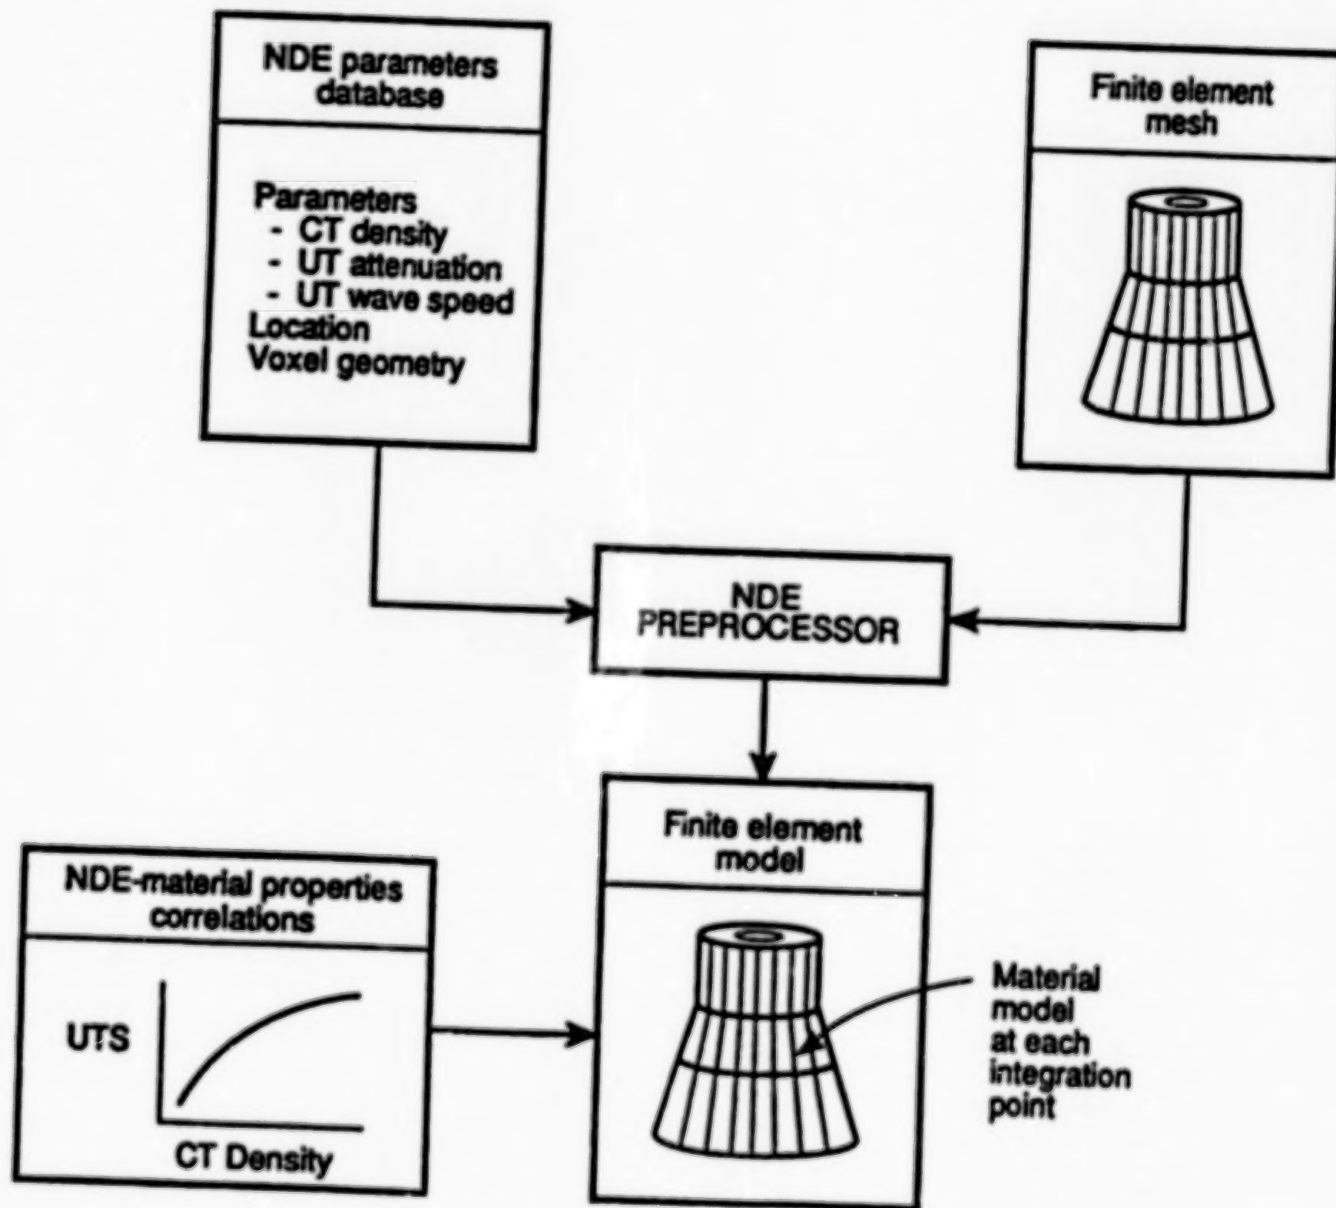 NDE parameters
database
Parameters
- CT density
- UT attenuation
- UT wave speed
Location
Voxel geometry
Finite element
mesh
NDE
PREPROCESSOR
Finite element
model
NDE-material properties
correlations
UTS
CT Density
Material
model
at each
integration
point